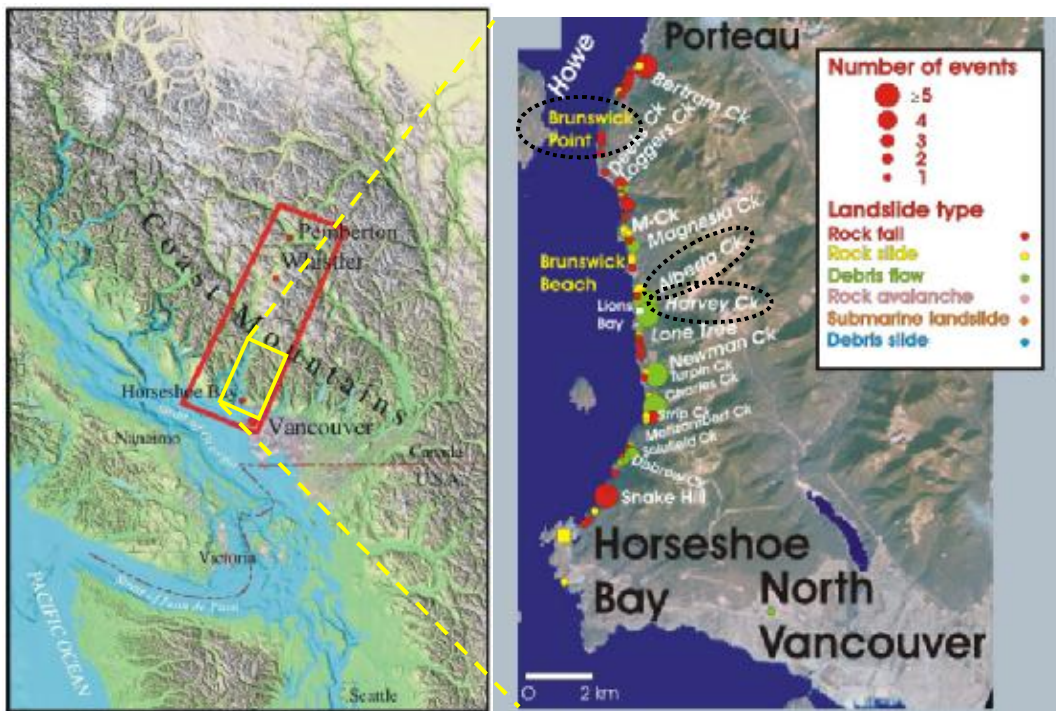 Pemberton
Whistler
Coast Mountains
Horseshoe Bay
Vancouver
Nanaimo
Canada
U.S.A.
Victoria
PACIFIC OCEAN
Seattle
Howe
Porteau
Bertram Ck
Brunswick
Point
Deeks Ck
Loggers Ck
M-Ck
Magnesia Ck
Brunswick
Beach
Alberta Ck
Lions
Bay
Harvey Ck
Lone Tree
Newman Ck
Turpin Ck
Charles Ck
Strip Ck
Montizambert Ck
Snake Hill
Horseshoe
Bay
North
Vancouver
0 2 km
Number of events
≥5
4
3
2
1
Landslide type
Rock fall
Rock slide
Debris flow
Rock avalanche
Submarine landslide
Debris slide